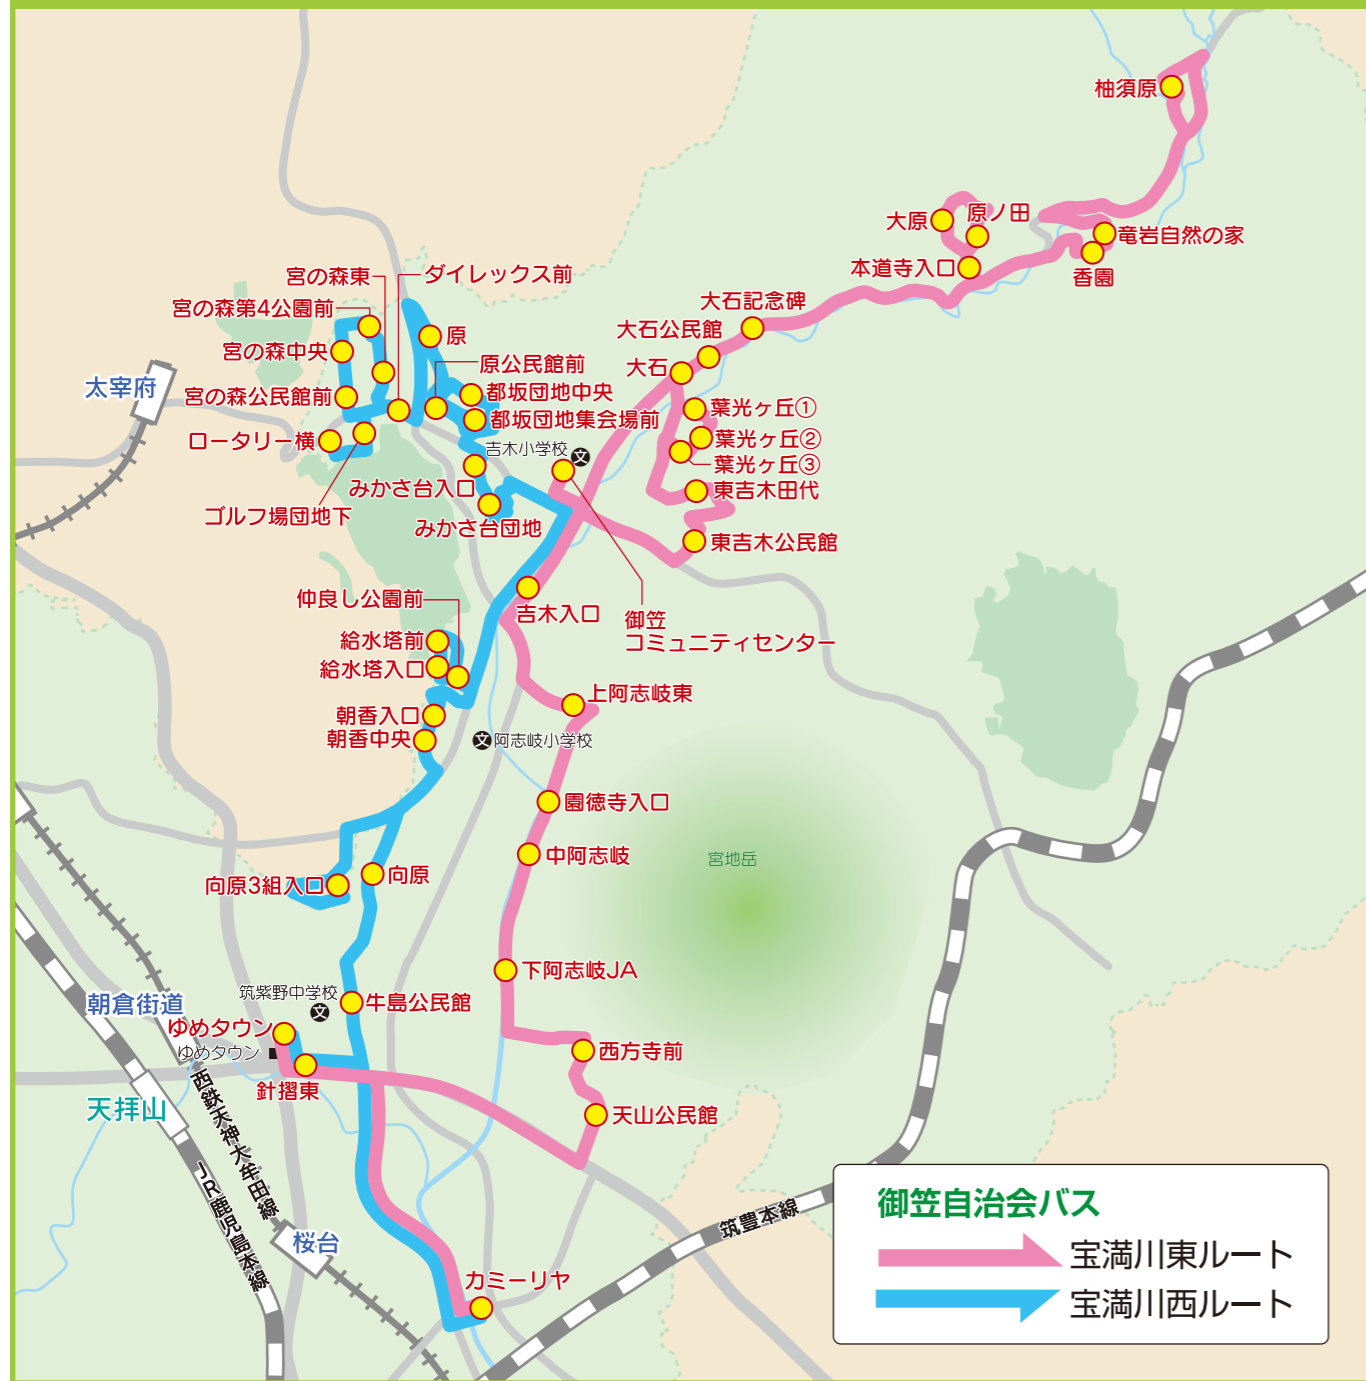 柚須原
大原
原ノ田
竜岩自然の家
本道寺入口
香園
宮の森東
ダイレックス前
大石記念碑
宮の森第4公園前
大石公民館
原
宮の森中央
原公民館前
大石
太宰府
都坂団地中央
宮の森公民館前
葉光ヶ丘①
都坂団地集会場前
ロータリー横
吉木小学校
文
葉光ヶ丘②
葉光ヶ丘③
みかさ台入口
東吉木田代
ゴルフ場団地下
みかさ台団地
東吉木公民館
仲良し公園前
吉木入口
御笠
コミュニティセンター
給水塔前
給水塔入口
上阿志岐東
朝香入口
朝香中央
文
阿志岐小学校
園徳寺入口
中阿志岐
宮地岳
向原3組入口
向原
下阿志岐JA
筑紫野中学校
文
牛島公民館
朝倉街道
ゆめタウン
ゆめタウン
西方寺前
針摺東
天拝山
天山公民館
西鉄天神大牟田線
JR鹿児島本線
筑豊本線
桜台
カミーリヤ
御笠自治会バス
宝満川東ルート
宝満川西ルート